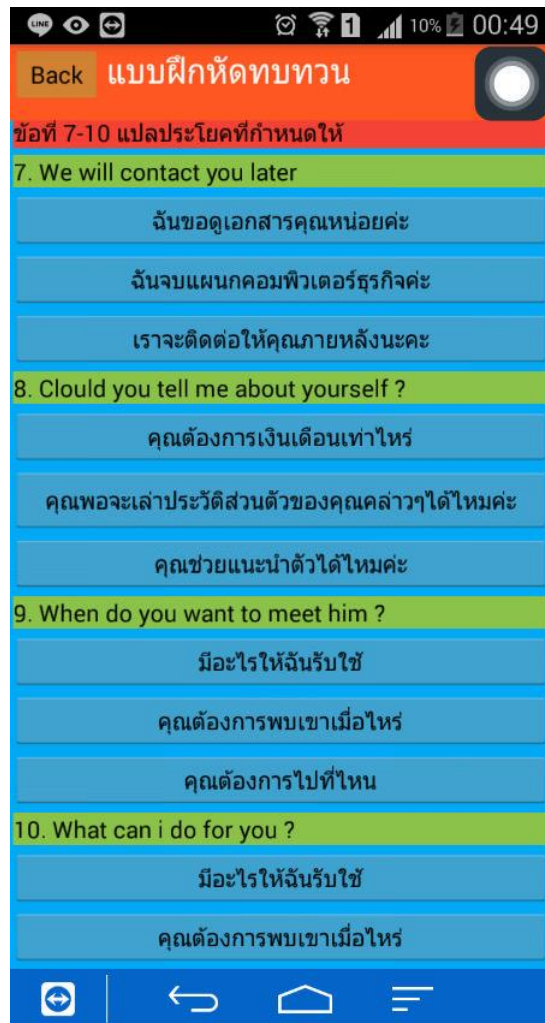 LINE 1 10% 00:49
Back แบบฝึกหัดทบทวน
ข้อที่ 7-10 แปลประโยคที่กำหนดให้
7. We will contact you later
ฉันขอดูเอกสารคุณหน่อยค่ะ
ฉันจบแผนกคอมพิวเตอร์ธุรกิจค่ะ
เราจะติดต่อให้คุณภายหลังนะคะ
8. Clould you tell me about yourself ?
คุณต้องการเงินเดือนเท่าไหร่
คุณพอจะเล่าประวัติส่วนตัวของคุณคล่าวๆได้ไหมค่ะ
คุณช่วยแนะนำตัวได้ไหมค่ะ
9. When do you want to meet him ?
มีอะไรให้ฉันรับใช้
คุณต้องการพบเขาเมื่อไหร่
คุณต้องการไปที่ไหน
10. What can i do for you ?
มีอะไรให้ฉันรับใช้
คุณต้องการพบเขาเมื่อไหร่